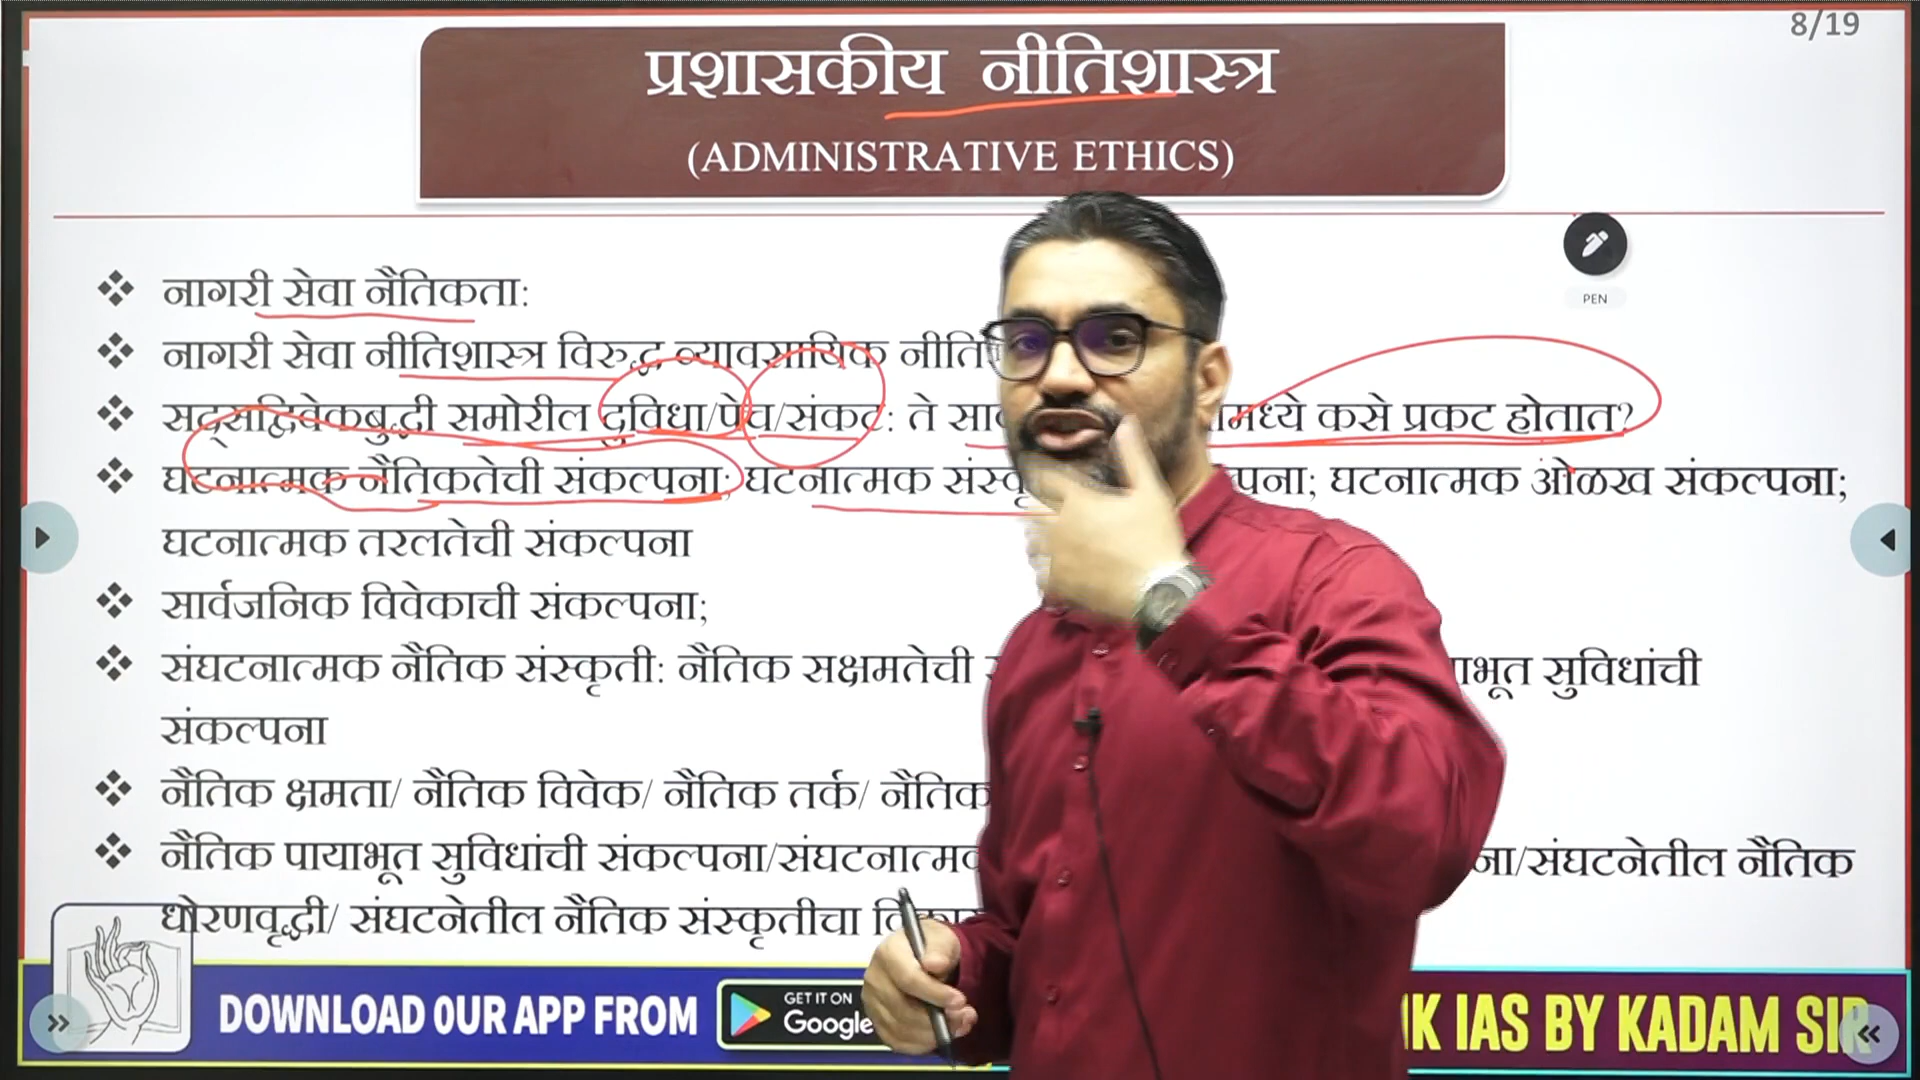 8/19
प्रशासकीय नीतिशास्त्र
(ADMINISTRATIVE ETHICS)
PEN
नागरी सेवा नैतिकता:
नागरी सेवा नीतिशास्त्र विरुद्ध व्यावसायिक
सद्सद्विवेकबुद्धी समोरील दुविधा/पेच/संकट: ते कसे प्रकट होतात?
घटनात्मक नैतिकतेची संकल्पना; घटनात्मक घटनात्मक ओळख संकल्पना;
घटनात्मक तरलतेची संकल्पना
सार्वजनिक विवेकाची संकल्पना;
संघटनात्मक नैतिक संस्कृती: नैतिक सक्षमतेची सुविधांची
संकल्पना
नैतिक क्षमता/ नैतिक विवेक/ नैतिक तर्क/ नैतिक
नैतिक पायाभूत सुविधांची संकल्पना/संघटनात्मक /संघटनेतील नैतिक
धोरणवृद्धी/ संघटनेतील नैतिक संस्कृतीचा
DOWNLOAD 0UR APP FROM
GET IT ON
Google
IAS BY KADAM SIR